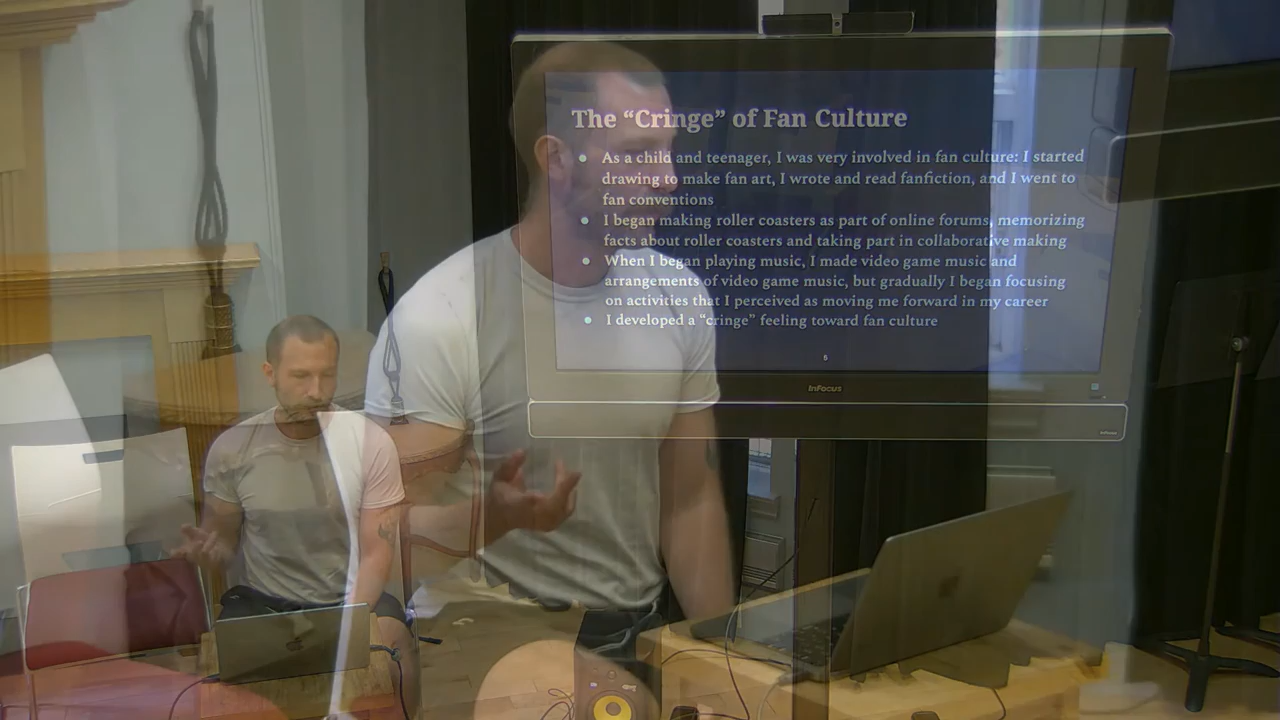 The “Cringe” of Fan Culture
● As a child and teenager, I was very involved in fan culture: I started
drawing to make fan art, I wrote and read fanfiction, and I went to
fan conventions
● I began making roller coasters as part of online forums, memorizing
facts about roller coasters and taking part in collaborative making
● When I began playing music, I made video game music and
arrangements of video game music, but gradually I began focusing
on activities that I perceived as moving me forward in my career
● I developed a “cringe” feeling toward fan culture
5
InFocus